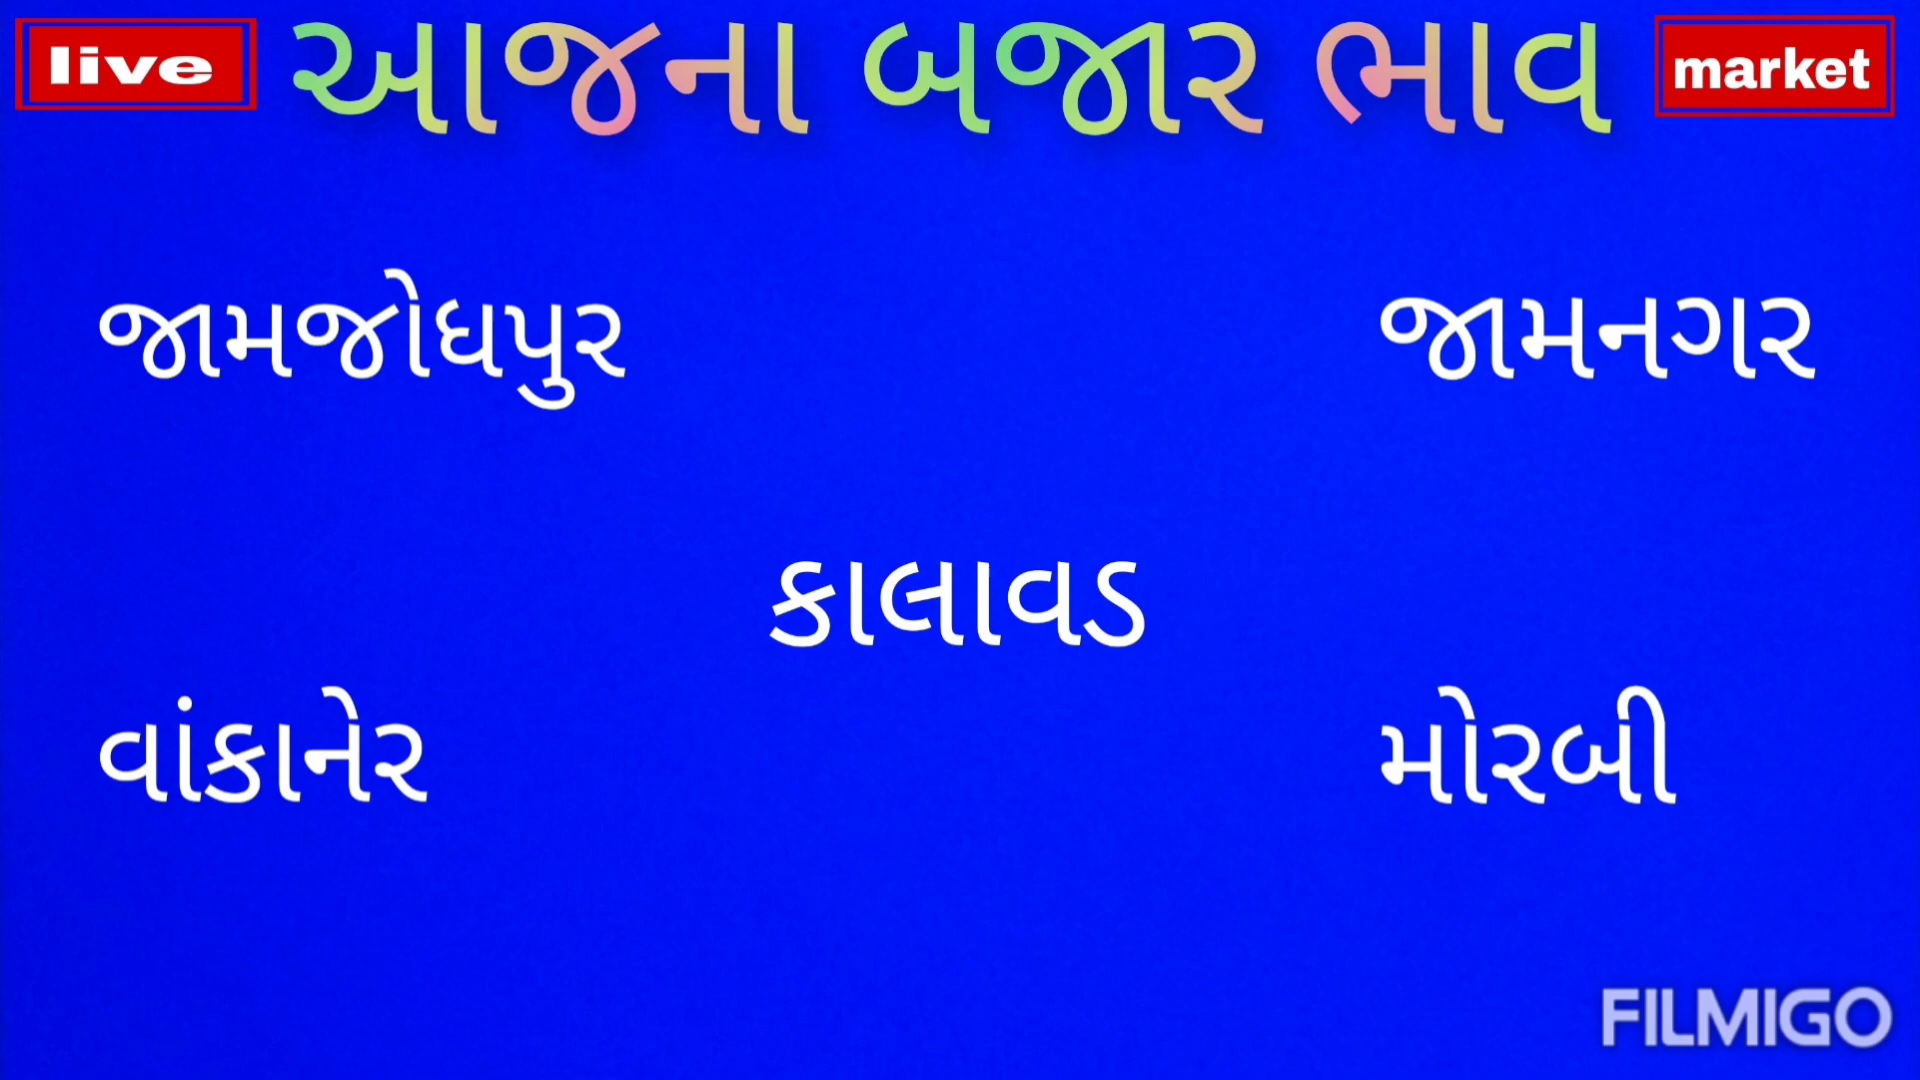 live આજના બજાર ભાવ market
જામજોધપુર જામનગર
કાલાવડ
વાંકાનેર મોરબી
FILMIGO